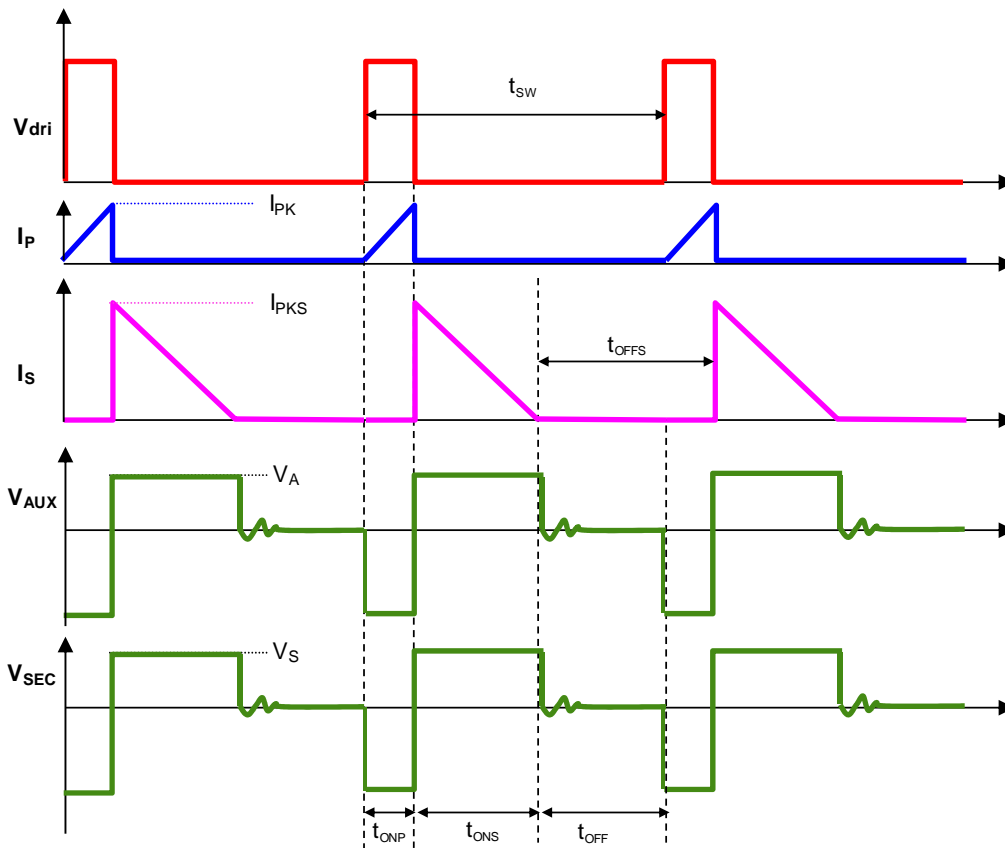 Vdri
tSW
IPK
IP
IPKS
IS
tOFFS
VA
VAUX
VS
VSEC
tONP
tONS
tOFF